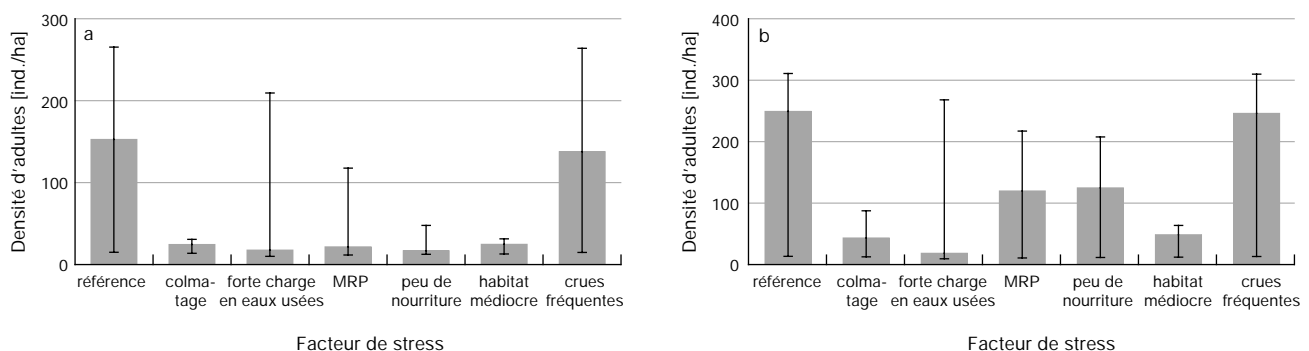 a
Densité d'adultes [ind./ha]
300
200
100
0
référence
colma-
tage
forte charge
en eaux usées
MRP
peu de
nourriture
habitat
médiocre
crues
fréquentes
Facteur de stress
b
Densité d'adultes [ind./ha]
400
300
200
100
0
référence
colma-
tage
forte charge
en eaux usées
MRP
peu de
nourriture
habitat
médiocre
crues
fréquentes
Facteur de stress